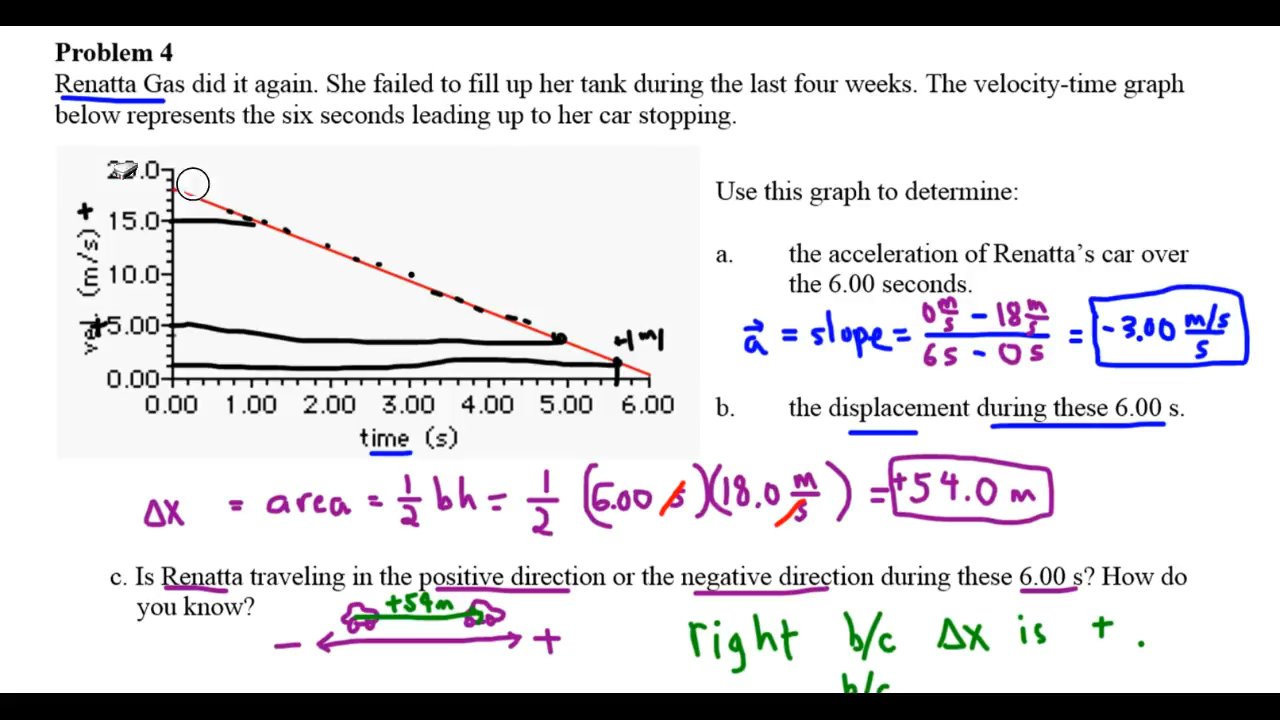 Problem 4
Renatta Gas did it again. She failed to fill up her tank during the last four weeks. The velocity-time graph
below represents the six seconds leading up to her car stopping.
Use this graph to determine:
a. the acceleration of Renatta's car over
the 6.00 seconds.
a⃗ = slope = (0 m/s - 18 m/s)/(6s - 0s) = -3.00 m/s/s
b. the displacement during these 6.00 s.
.0
15.0
10.0
5.00
0.00
vel. (m/s) +
+
+1 m/
0.00 1.00 2.00 3.00 4.00 5.00 6.00
time (s)
Δx = area = 1/2 bh = 1/2 (6.00 s)(18.0 m/s) = +54.0 m
c. Is Renatta traveling in the positive direction or the negative direction during these 6.00 s? How do
you know?
+54m
- +
right b/c Δx is + .
b/c